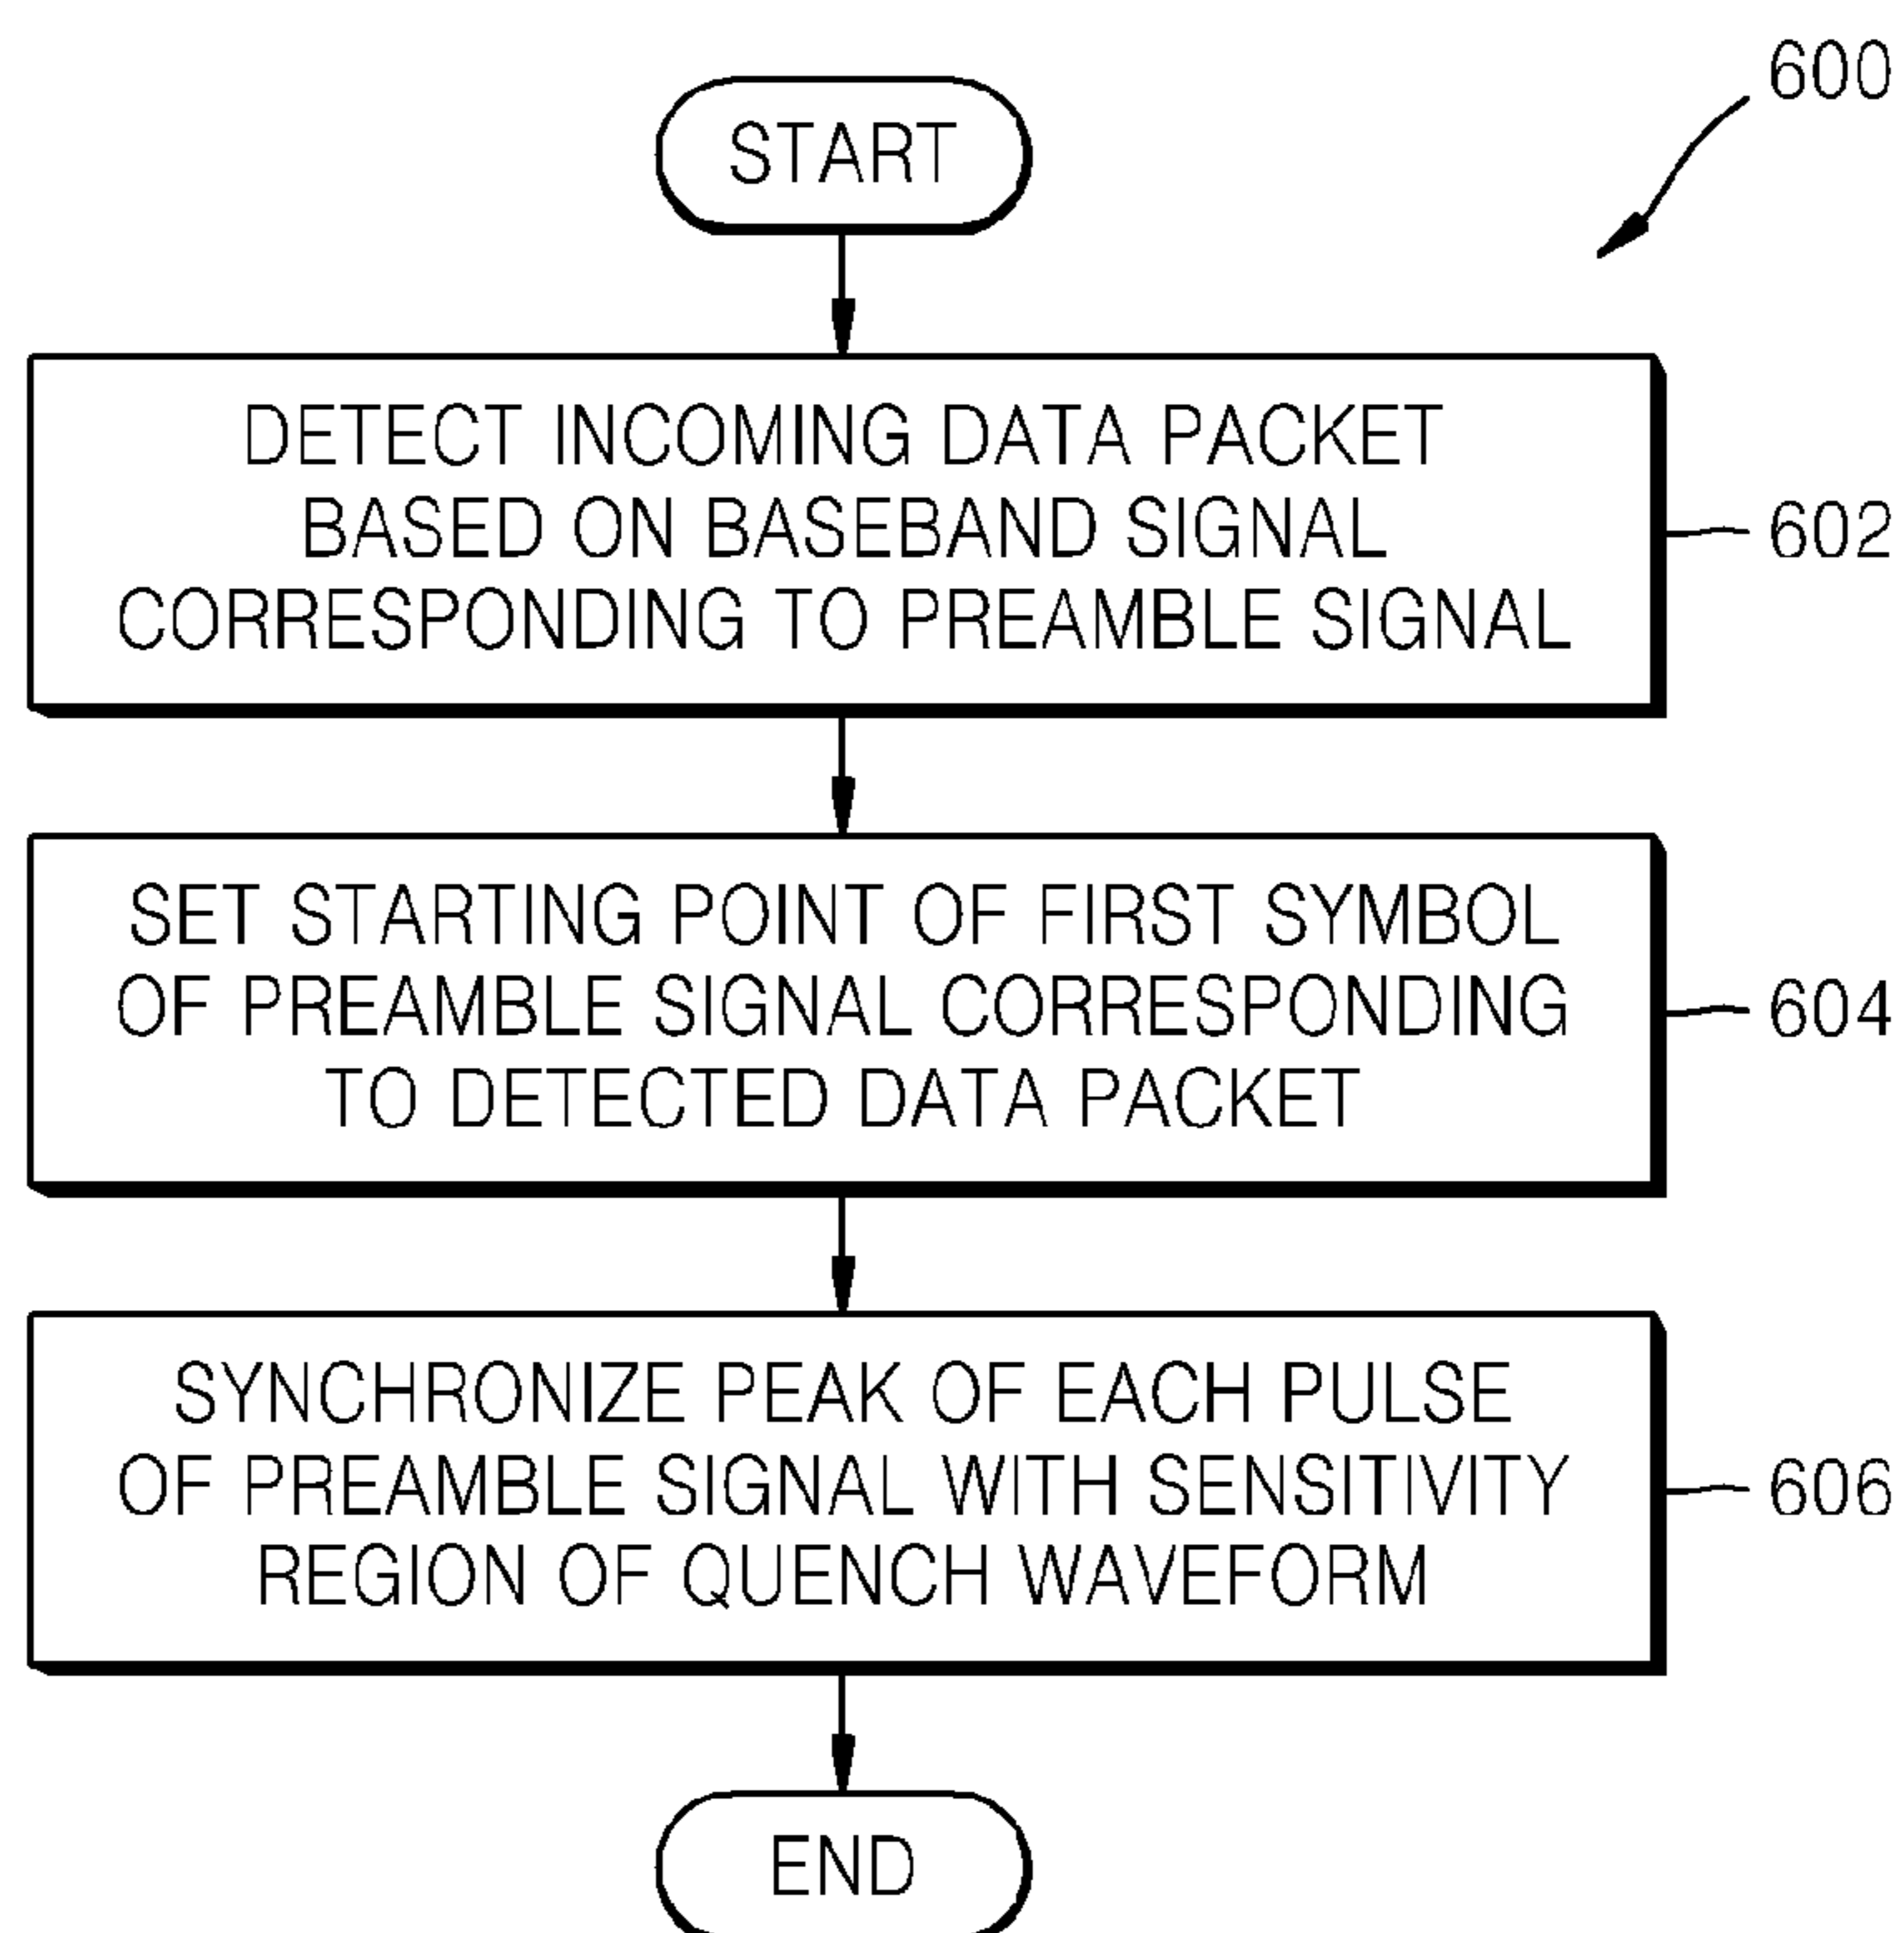 600
START
DETECT INCOMING DATA PACKET
BASED ON BASEBAND SIGNAL
CORRESPONDING TO PREAMBLE SIGNAL
602
SET STARTING POINT OF FIRST SYMBOL
OF PREAMBLE SIGNAL CORRESPONDING
TO DETECTED DATA PACKET
604
SYNCHRONIZE PEAK OF EACH PULSE
OF PREAMBLE SIGNAL WITH SENSITIVITY
REGION OF QUENCH WAVEFORM
606
END